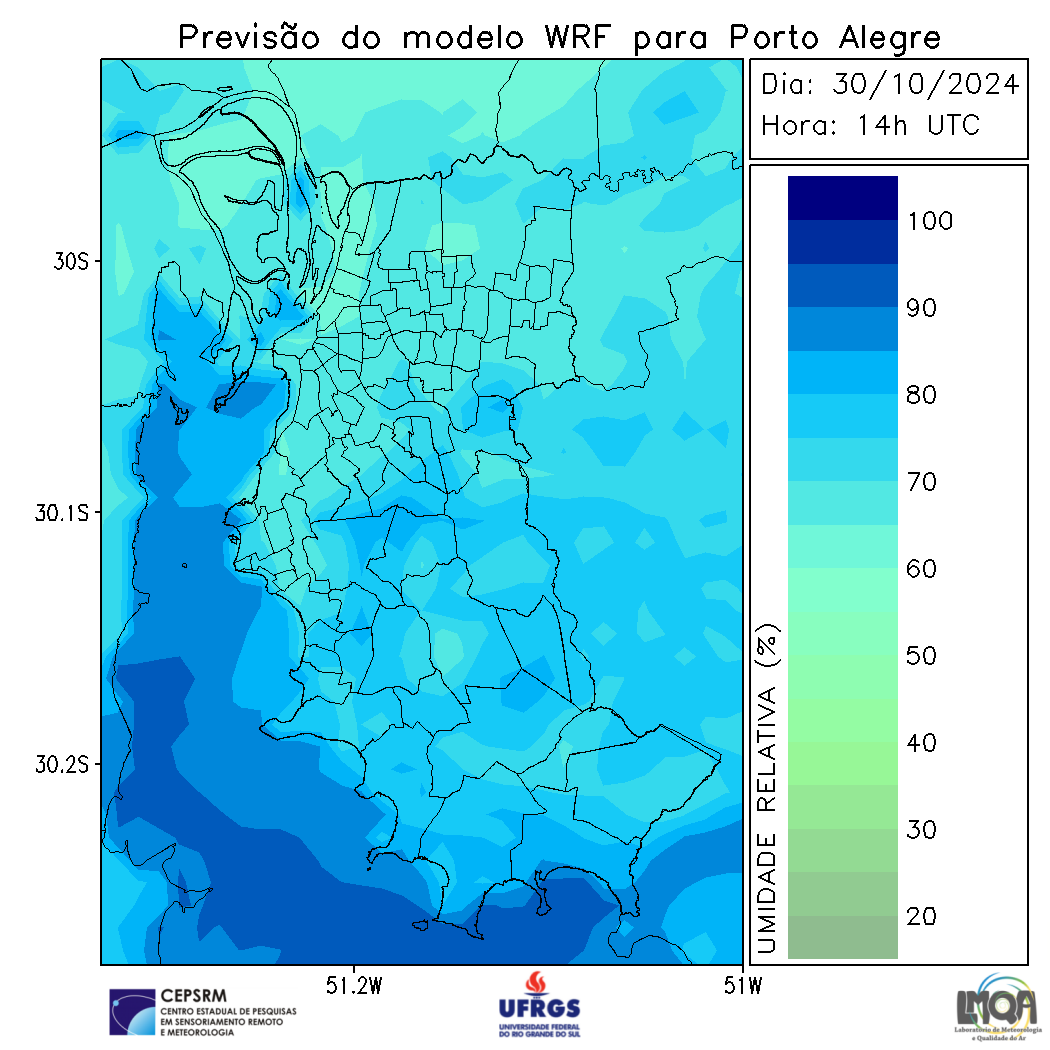 Previsão do modelo WRF para Porto Alegre
Dia: 30/10/2024
Hora: 14h UTC
30S
30.1S
30.2S
51.2W
51W
100
90
80
70
60
50
40
30
20
UMIDADE RELATIVA (%)
CEPSRM
CENTRO ESTADUAL DE PESQUISAS
EM SENSORIAMENTO REMOTO
E METEOROLOGIA
UFRGS
UNIVERSIDADE FEDERAL
DO RIO GRANDE DO SUL
LMQA
Laboratório de Meteorologia
e Qualidade do Ar